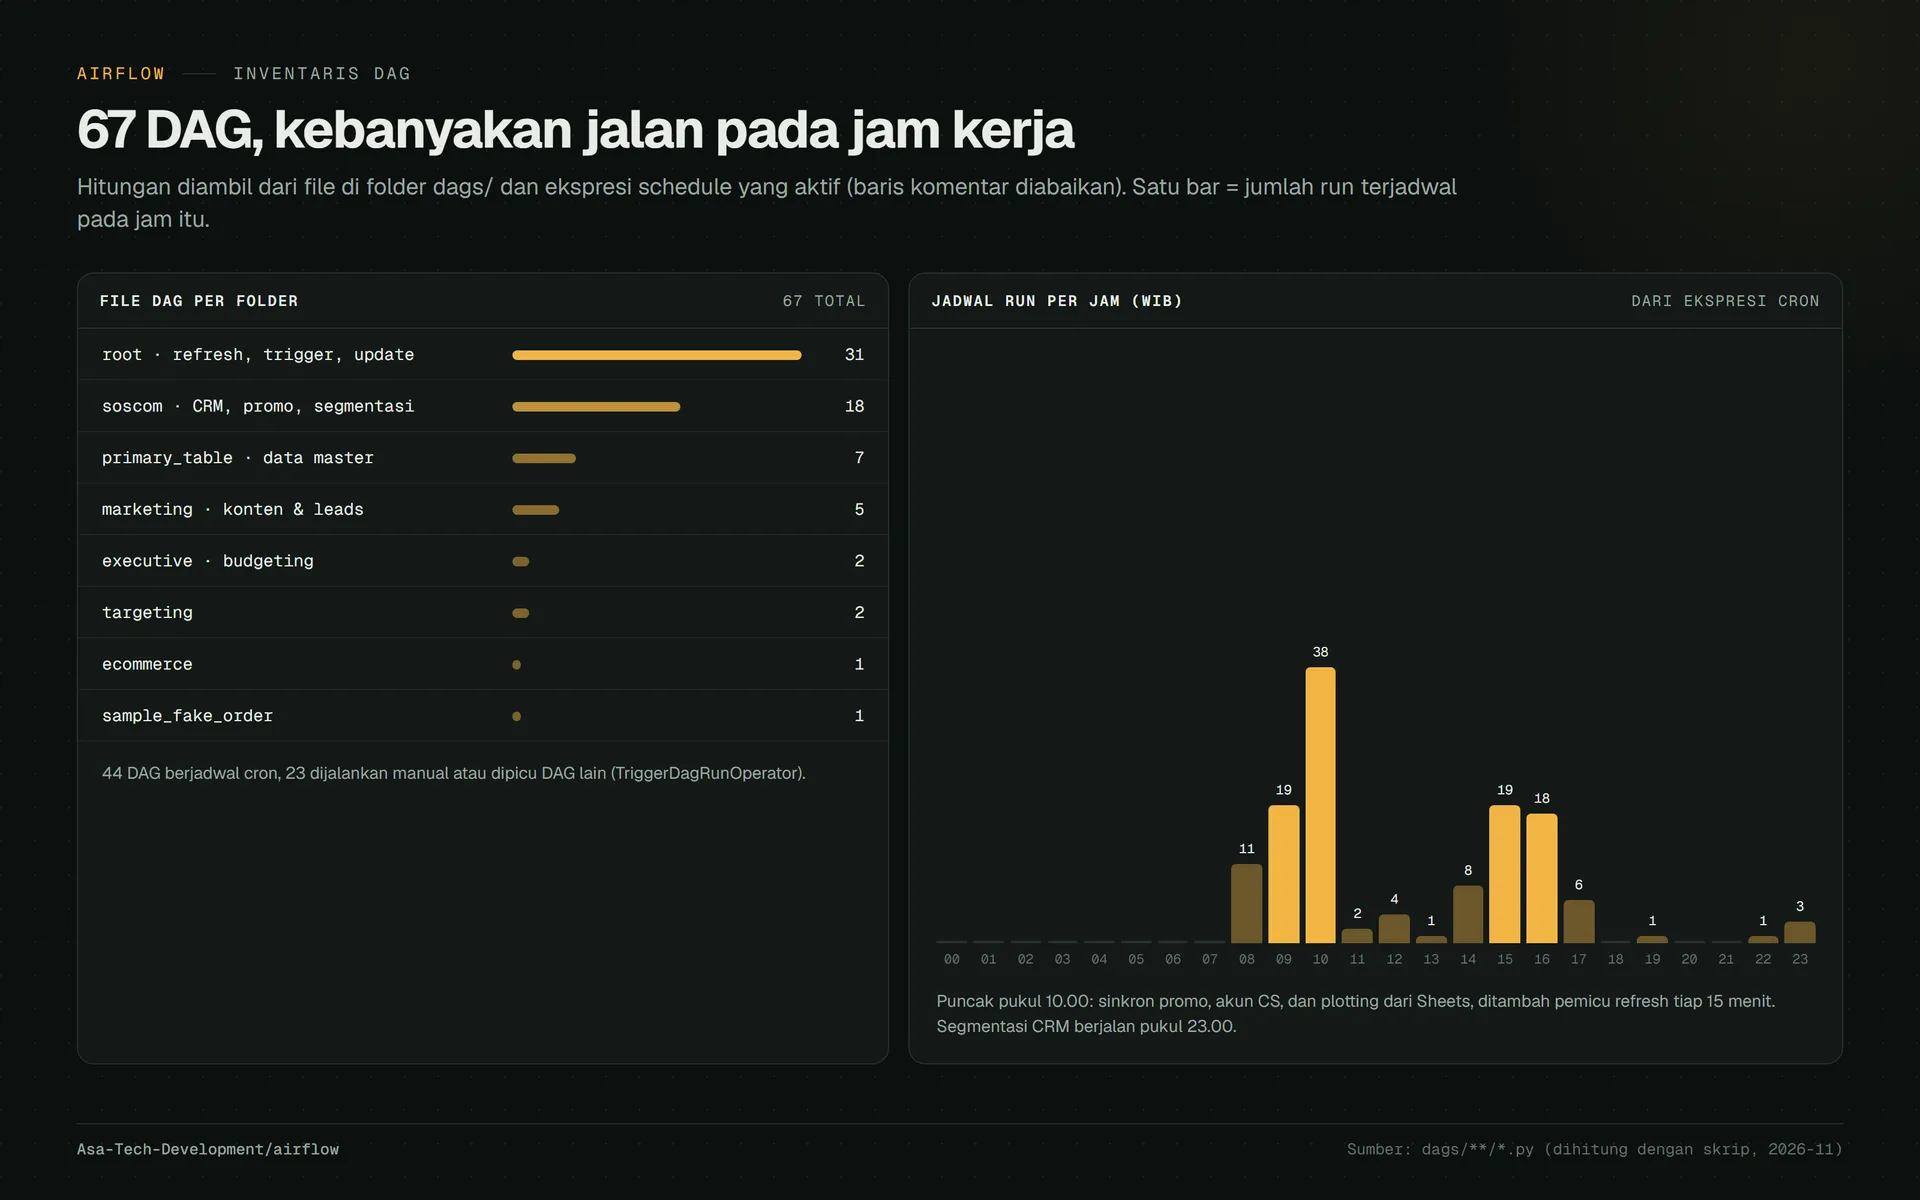 AIRFLOW — INVENTARIS DAG
67 DAG, kebanyakan jalan pada jam kerja
Hitungan diambil dari file di folder dags/ dan ekspresi schedule yang aktif (baris komentar diabaikan). Satu bar = jumlah run terjadwal
pada jam itu.
FILE DAG PER FOLDER 67 TOTAL
root · refresh, trigger, update 31
soscom · CRM, promo, segmentasi 18
primary_table · data master 7
marketing · konten & leads 5
executive · budgeting 2
targeting 2
ecommerce 1
sample_fake_order 1
44 DAG berjadwal cron, 23 dijalankan manual atau dipicu DAG lain (TriggerDagRunOperator).
JADWAL RUN PER JAM (WIB) DARI EKSPRESI CRON
11 19 38 2 4 1 8 19 18 6 1 1 3
00 01 02 03 04 05 06 07 08 09 10 11 12 13 14 15 16 17 18 19 20 21 22 23
Puncak pukul 10.00: sinkron promo, akun CS, dan plotting dari Sheets, ditambah pemicu refresh tiap 15 menit.
Segmentasi CRM berjalan pukul 23.00.
Asa-Tech-Development/airflow
Sumber: dags/**/*.py (dihitung dengan skrip, 2026-11)